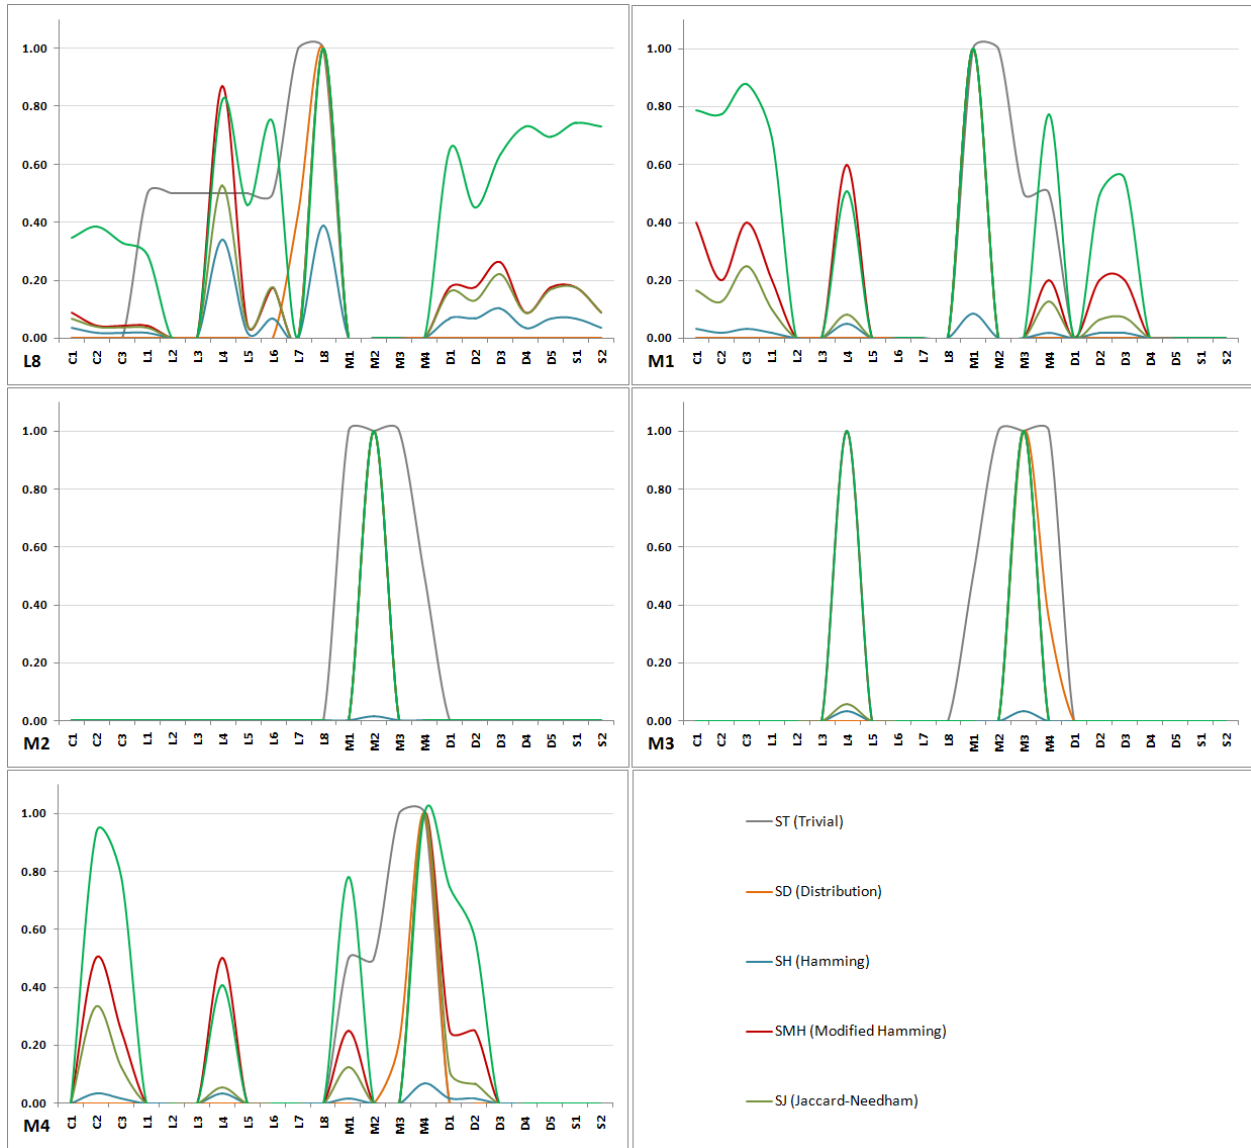 1.00
0.80
0.60
0.40
0.20
0.00
L8
C1 C2 C3 L1 L2 L3 L4 L5 L6 L7 L8 M1 M2 M3 M4 D1 D2 D3 D4 D5 S1 S2
1.00
0.80
0.60
0.40
0.20
0.00
M1
C1 C2 C3 L1 L2 L3 L4 L5 L6 L7 L8 M1 M2 M3 M4 D1 D2 D3 D4 D5 S1 S2
1.00
0.80
0.60
0.40
0.20
0.00
M2
C1 C2 C3 L1 L2 L3 L4 L5 L6 L7 L8 M1 M2 M3 M4 D1 D2 D3 D4 D5 S1 S2
1.00
0.80
0.60
0.40
0.20
0.00
M3
C1 C2 C3 L1 L2 L3 L4 L5 L6 L7 L8 M1 M2 M3 M4 D1 D2 D3 D4 D5 S1 S2
1.00
0.80
0.60
0.40
0.20
0.00
M4
C1 C2 C3 L1 L2 L3 L4 L5 L6 L7 L8 M1 M2 M3 M4 D1 D2 D3 D4 D5 S1 S2
ST (Trivial)
SD (Distribution)
SH (Hamming)
SMH (Modified Hamming)
SJ (Jaccard-Needham)